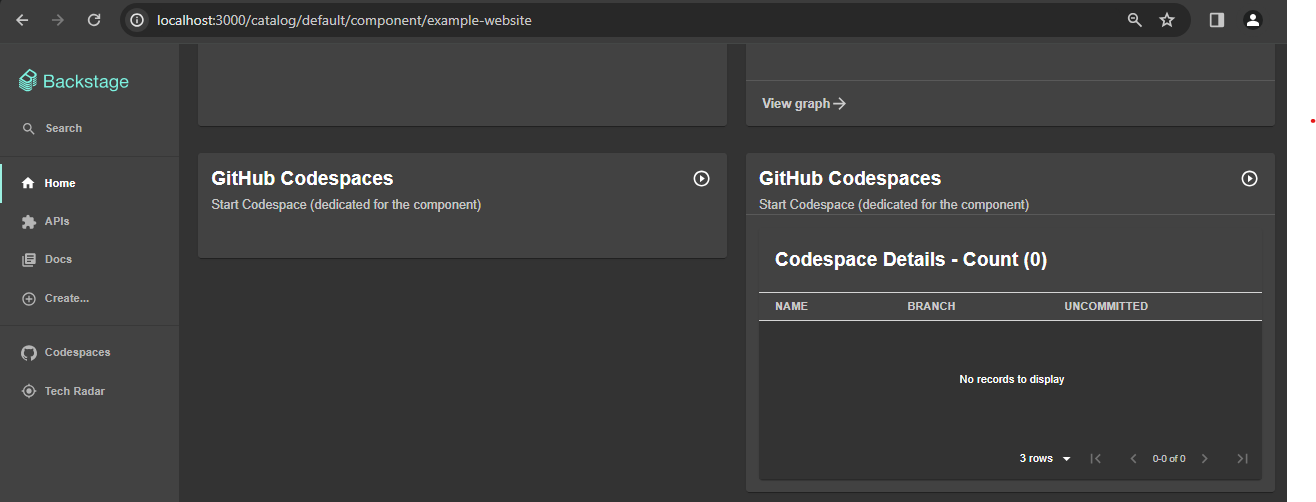 localhost:3000/catalog/default/component/example-website
Backstage
Search
Home
APIs
Docs
Create...
Codespaces
Tech Radar
View graph
GitHub Codespaces
Start Codespace (dedicated for the component)
GitHub Codespaces
Start Codespace (dedicated for the component)
Codespace Details - Count (0)
NAME BRANCH UNCOMMITTED
No records to display
3 rows 0-0 of 0